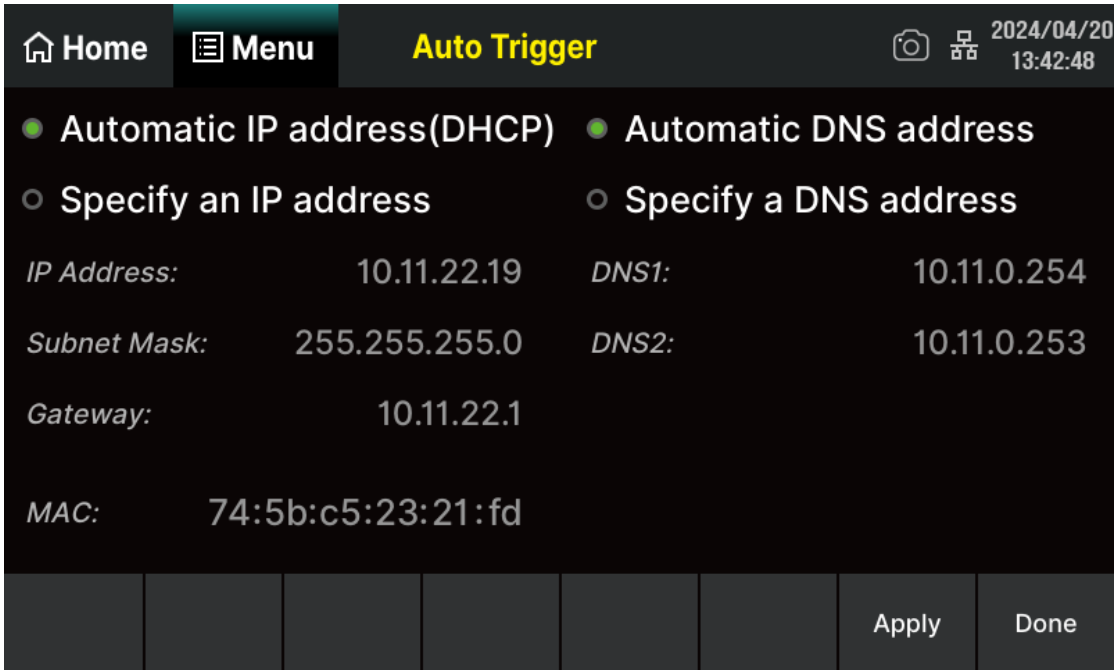 Home Menu Auto Trigger 2024/04/20
13:42:48
Automatic IP address(DHCP) Automatic DNS address
Specify an IP address Specify a DNS address
IP Address: 10.11.22.19 DNS1: 10.11.0.254
Subnet Mask: 255.255.255.0 DNS2: 10.11.0.253
Gateway: 10.11.22.1
MAC: 74:5b:c5:23:21:fd
Apply Done